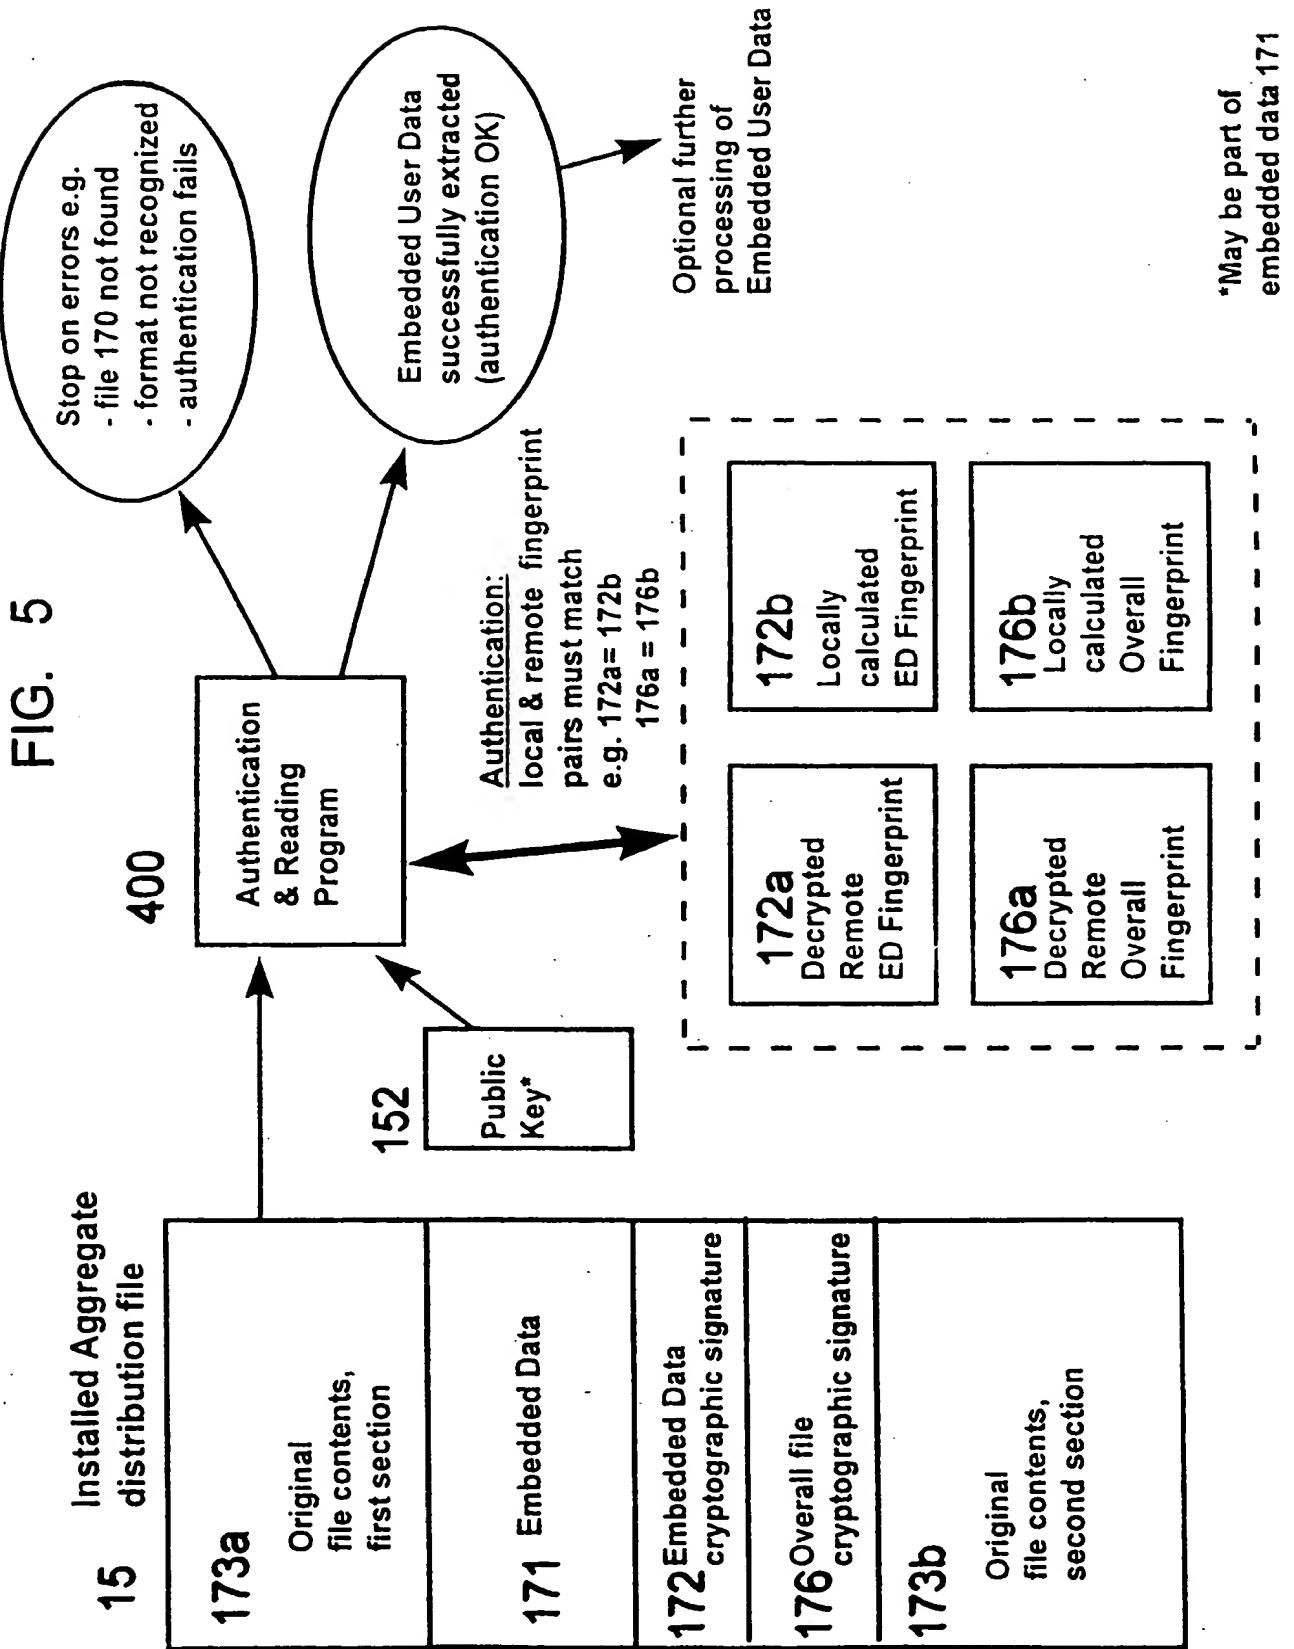 FIG. 5
15
Installed Aggregate
distribution file
173a
Original
file contents,
first section
171 Embedded Data
172 Embedded Data
cryptographic signature
176 Overall file
cryptographic signature
173b
Original
file contents,
second section
152
Public
Key*
400
Authentication
& Reading
Program
Stop on errors e.g.
- file 170 not found
- format not recognized
- authentication fails
Embedded User Data
successfully extracted
(authentication OK)
Optional further
processing of
Embedded User Data
Authentication:
local & remote fingerprint
pairs must match
e.g. 172a= 172b
176a = 176b
172a
Decrypted
Remote
ED Fingerprint
172b
Locally
calculated
ED Fingerprint
176a
Decrypted
Remote
Overall
Fingerprint
176b
Locally
calculated
Overall
Fingerprint
*May be part of
embedded data 171